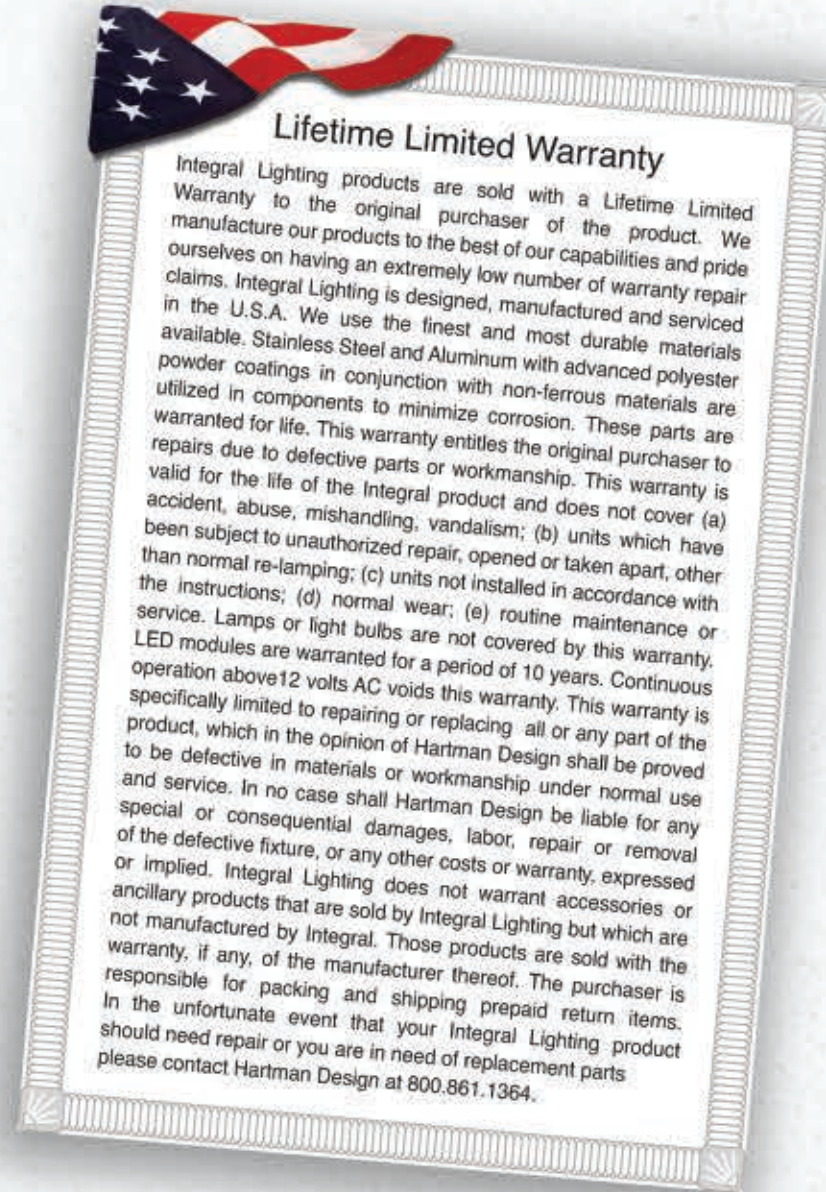 Lifetime Limited Warranty
Integral Lighting products are sold with a Lifetime Limited
Warranty to the original purchaser of the product. We
manufacture our products to the best of our capabilities and pride
ourselves on having an extremely low number of warranty repair
claims. Integral Lighting is designed, manufactured and serviced
in the U.S.A. We use the finest and most durable materials
available. Stainless Steel and Aluminum with advanced polyester
powder coatings in conjunction with non-ferrous materials are
utilized in components to minimize corrosion. These parts are
warranted for life. This warranty entitles the original purchaser to
repairs due to defective parts or workmanship. This warranty is
valid for the life of the Integral product and does not cover (a)
accident, abuse, mishandling, vandalism; (b) units which have
been subject to unauthorized repair, opened or taken apart, other
than normal re-lamping; (c) units not installed in accordance with
the instructions; (d) normal wear; (e) routine maintenance or
service. Lamps or light bulbs are not covered by this warranty.
LED modules are warranted for a period of 10 years. Continuous
operation above12 volts AC voids this warranty. This warranty is
specifically limited to repairing or replacing all or any part of the
product, which in the opinion of Hartman Design shall be proved
to be defective in materials or workmanship under normal use
and service. In no case shall Hartman Design be liable for any
special or consequential damages, labor, repair or removal
of the defective fixture, or any other costs or warranty, expressed
or implied. Integral Lighting does not warrant accessories or
ancillary products that are sold by Integral Lighting but which are
not manufactured by Integral. Those products are sold with the
warranty, if any, of the manufacturer thereof. The purchaser is
responsible for packing and shipping prepaid return items.
In the unfortunate event that your Integral Lighting product
should need repair or you are in need of replacement parts
please contact Hartman Design at 800.861.1364.